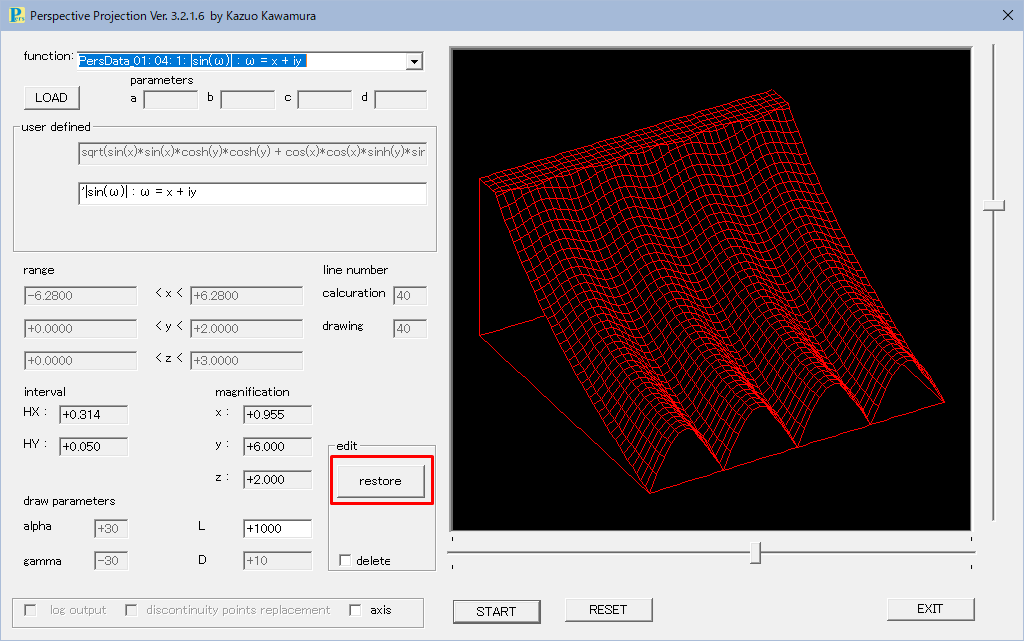 Perspective Projection Ver. 3.2.1.6 by Kazuo Kawamura
function:
PersData_01: 04: 1: |sin(ω)| : ω = x + iy
LOAD
parameters
a
b
c
d
user defined
sqrt(sin(x)*sin(x)*cosh(y)*cosh(y) + cos(x)*cos(x)*sinh(y)*sir
'|sin(ω)| : ω = x + iy
range
-6.2800 < x < +6.2800
+0.0000 < y < +2.0000
+0.0000 < z < +3.0000
line number
calcuration 40
drawing 40
interval
HX : +0.314
HY : +0.050
magnification
x : +0.955
y : +6.000
z : +2.000
edit
restore
delete
draw parameters
alpha +30
gamma -30
L +1000
D +10
log output
discontinuity points replacement
axis
START
RESET
EXIT